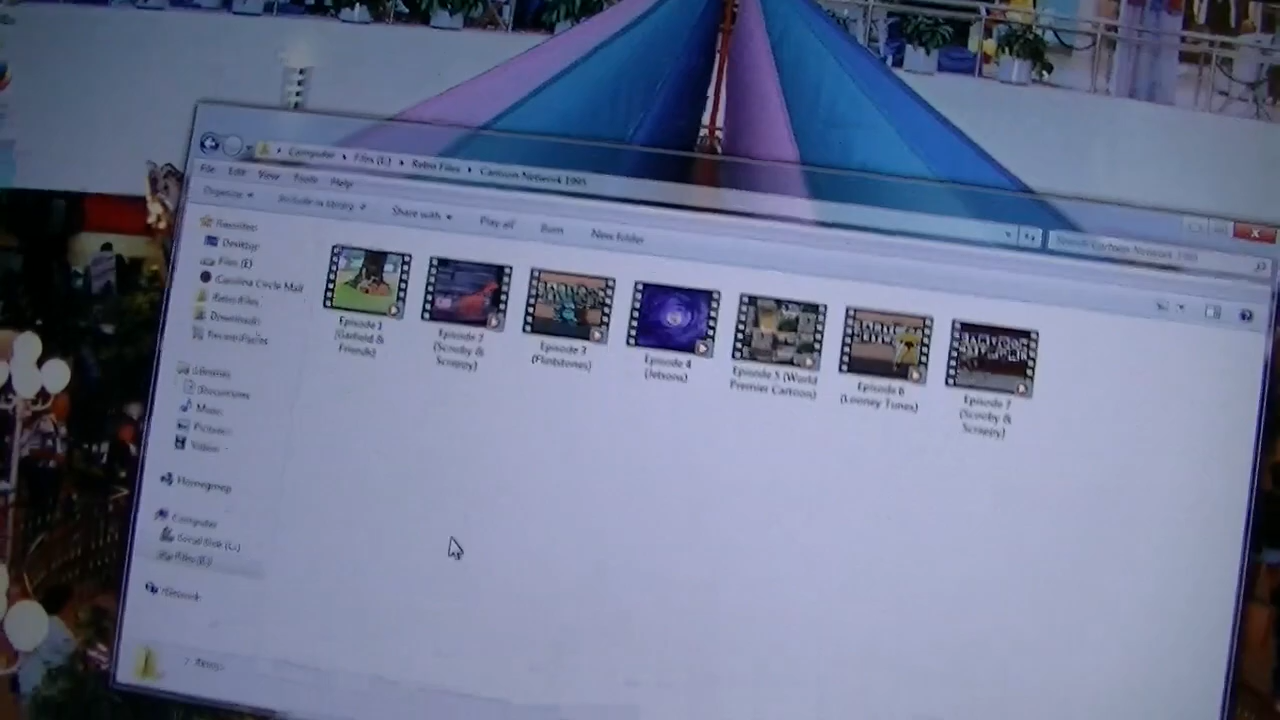 Computer Files (E:) Retro Files Cartoon Network 1995
File Edit View Tools Help
Organize Include in library Share with Play all Burn New folder
Search Cartoon Network 1995
Favorites
Desktop
Files (E)
Carolina Circle Mall
Retro Files
Downloads
Recent Places
Libraries
Documents
Music
Pictures
Videos
Homegroup
Computer
Files (E:)
Network
Episode 1
(Garfield &
Friends)
Episode 2
(Scooby &
Scrappy)
Episode 3
(Flintstones)
Episode 4
(Jetsons)
Episode 5 (World
Premier Cartoon)
Episode 6
(Looney Tunes)
Episode 7
(Scooby &
Scrappy)
7 items